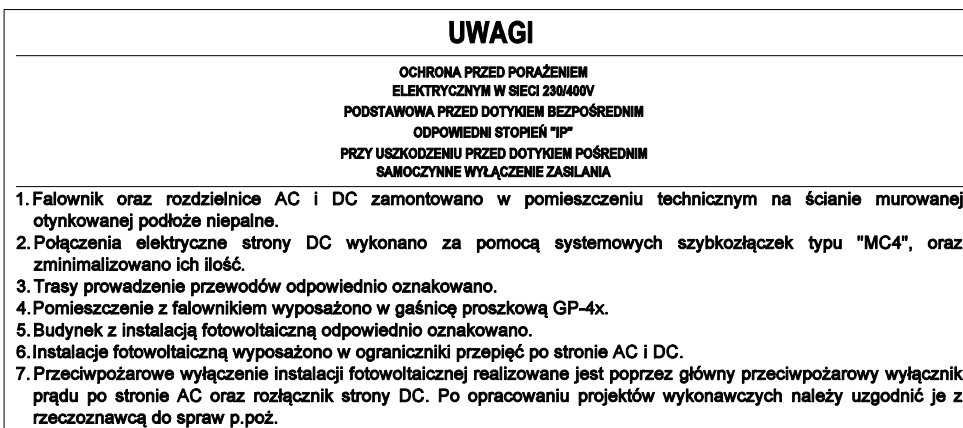 UWAGI
OCHRONA PRZED PORAŻENIEM
ELEKTRYCZNYM W SIECI 230/400V
PODSTAWOWA PRZED DOTYKIEM BEZPOŚREDNIM
ODPOWIEDNI STOPIEŃ "IP"
PRZY USZKODZENIU PRZED DOTYKIEM POŚREDNIM
SAMOCZYNNE WYŁĄCZENIE ZASILANIA
1. Falownik oraz rozdzielnice AC i DC zamontowano w pomieszczeniu technicznym na ścianie murowanej
otynkowanej podłoże niepalne.
2. Połączenia elektryczne strony DC wykonano za pomocą systemowych szybkozłączek typu "MC4", oraz
zminimalizowano ich ilość.
3. Trasy prowadzenie przewodów odpowiednio oznakowano.
4. Pomieszczenie z falownikiem wyposażono w gaśnicę proszkową GP-4x.
5. Budynek z instalacją fotowoltaiczną odpowiednio oznakowano.
6. Instalacje fotowoltaiczną wyposażono w ograniczniki przepięć po stronie AC i DC.
7. Przeciwpożarowe wyłączenie instalacji fotowoltaicznej realizowane jest poprzez główny przeciwpożarowy wyłącznik
prądu po stronie AC oraz rozłącznik strony DC. Po opracowaniu projektów wykonawczych należy uzgodnić je z
rzeczoznawcą do spraw p.poż.